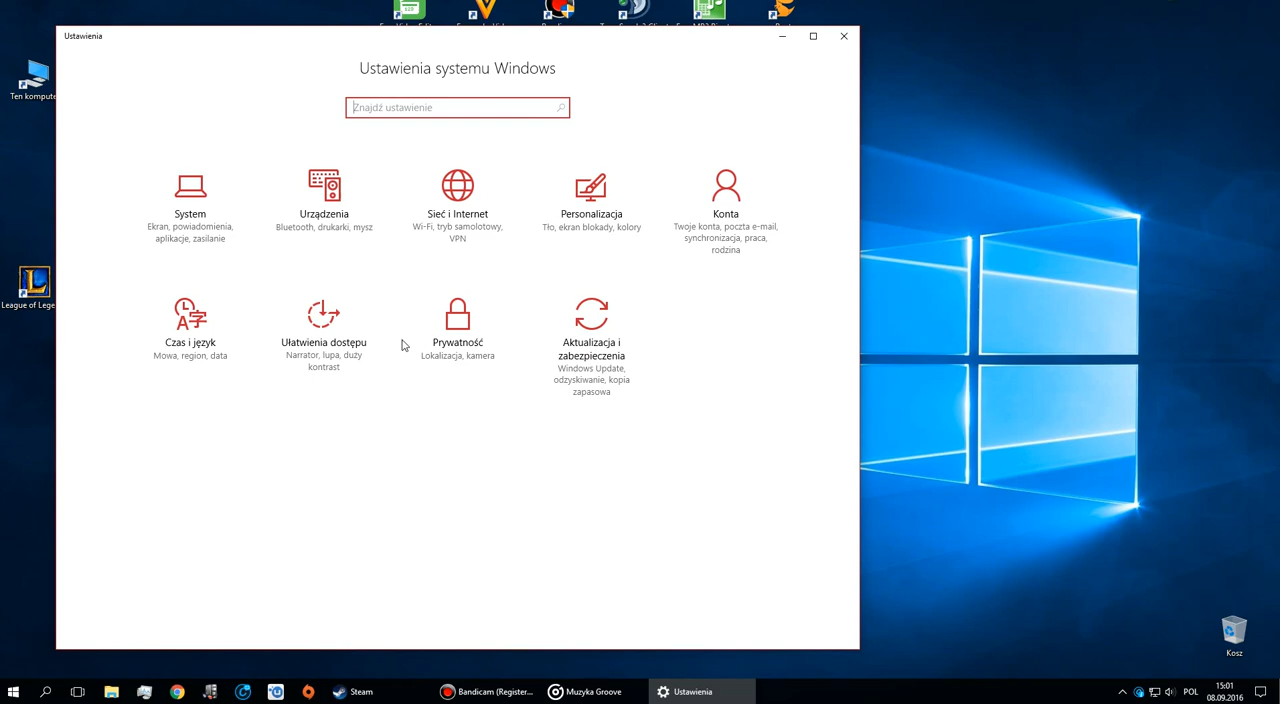 Ustawienia
Ustawienia systemu Windows
Znajdź ustawienie
System
Ekran, powiadomienia,
aplikacje, zasilanie
Urządzenia
Bluetooth, drukarki, mysz
Sieć i Internet
Wi-Fi, tryb samolotowy,
VPN
Personalizacja
Tło, ekran blokady, kolory
Konta
Twoje konta, poczta e-mail,
synchronizacja, praca,
rodzina
Czas i język
Mowa, region, data
Ułatwienia dostępu
Narrator, lupa, duży
kontrast
Prywatność
Lokalizacja, kamera
Aktualizacja i
zabezpieczenia
Windows Update,
odzyskiwanie, kopia
zapasowa
Ten kompute
League of Lege
Kosz
Steam
Bandicam (Register...
Muzyka Groove
Ustawienia
POL
15:01
08.09.2016